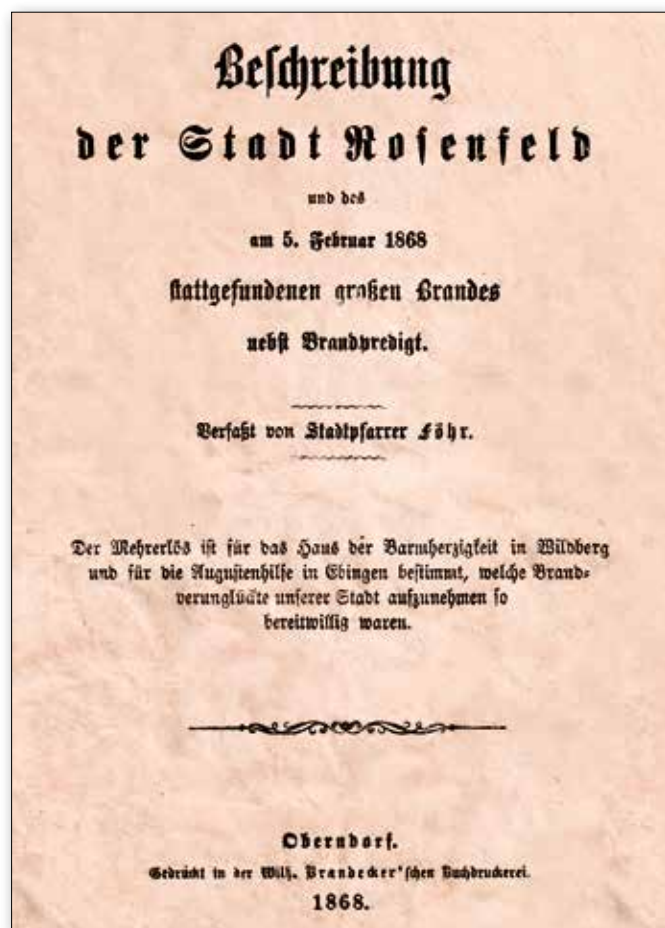 Beschreibung
der Stadt Rosenfeld
und des
am 5. Februar 1868
stattgefundenen großen Brandes
nebst Brandpredigt.
Verfaßt von Stadtpfarrer Föhr.
Der Mehrerlös ist für das Haus der Barmherzigkeit in Wildberg
und für die Augustenhilfe in Ebingen bestimmt, welche Brand-
verunglückte unserer Stadt aufzunehmen so
bereitwillig waren.
Oberndorf.
Gedruckt in der Wilh. Brandecker'schen Buchdruckerei.
1868.